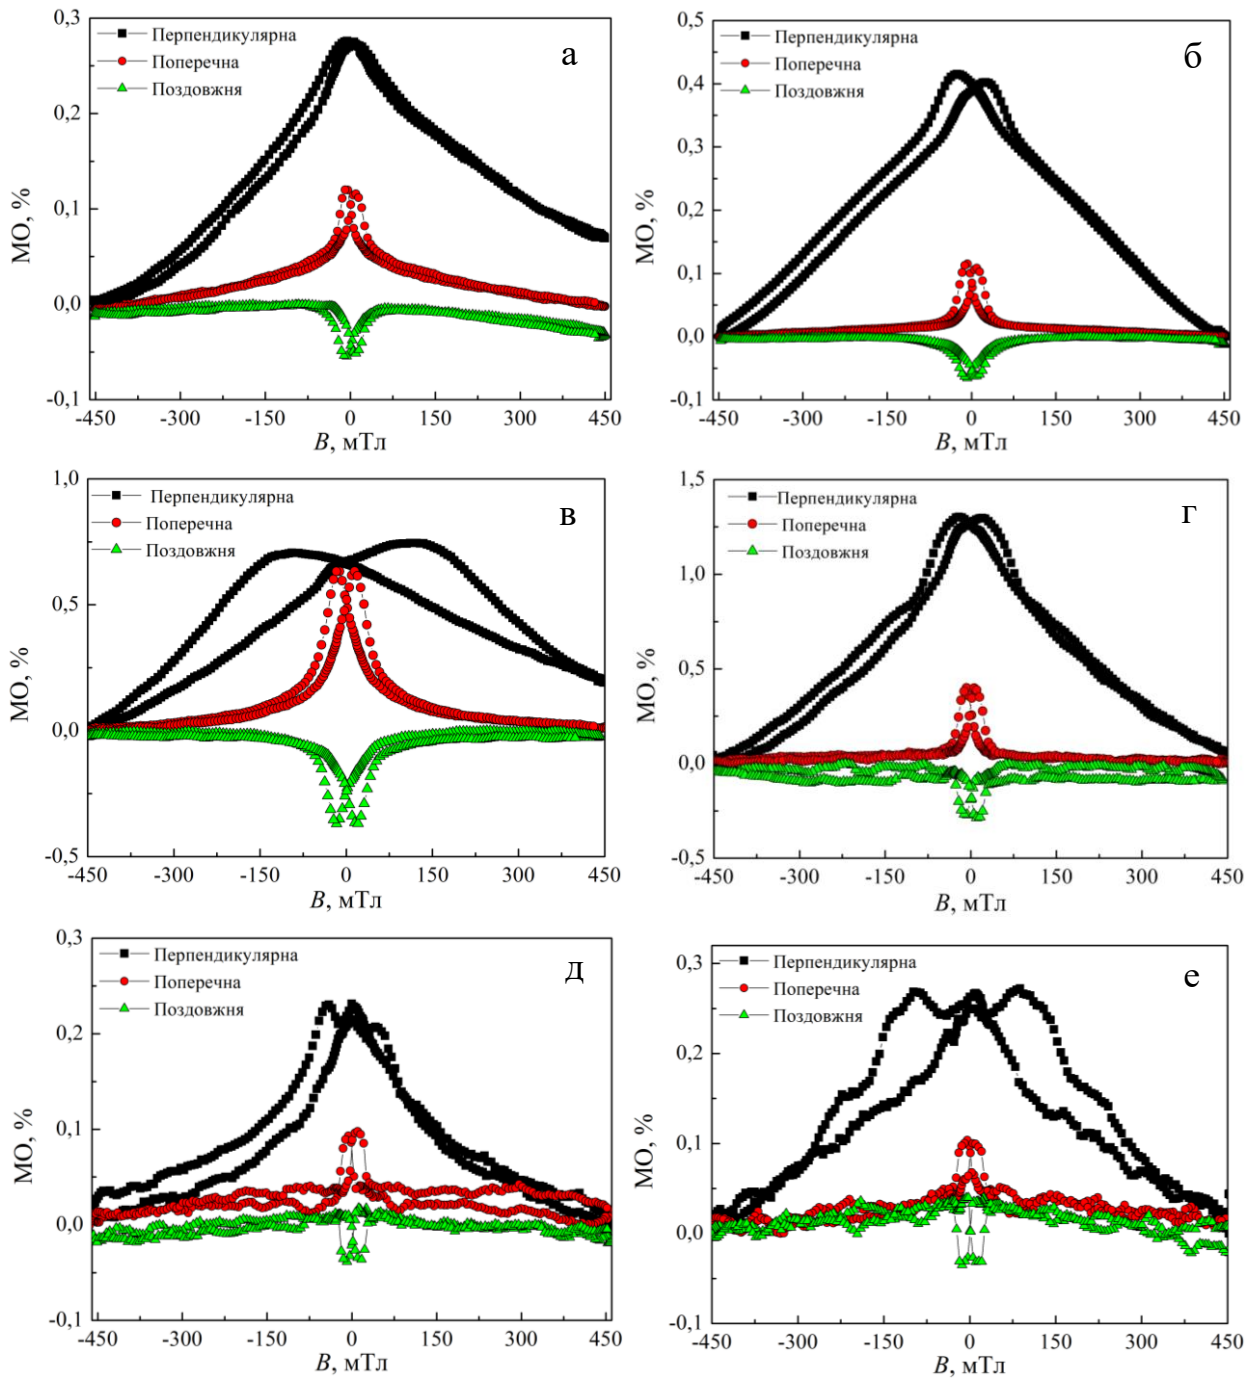 0,3
0,2
0,1
0,0
-0,1
МО, %
Перпендикулярна
Поперечна
Поздовжня
а
-450 -300 -150 0 150 300 450
B, мТл
0,5
0,4
0,3
0,2
0,1
0,0
-0,1
МО, %
Перпендикулярна
Поперечна
Поздовжня
б
-450 -300 -150 0 150 300 450
B, мТл
1,0
0,5
0,0
-0,5
МО, %
Перпендикулярна
Поперечна
Поздовжня
в
-450 -300 -150 0 150 300 450
B, мТл
1,5
1,0
0,5
0,0
-0,5
МО, %
Перпендикулярна
Поперечна
Поздовжня
г
-450 -300 -150 0 150 300 450
B, мТл
0,3
0,2
0,1
0,0
-0,1
МО, %
Перпендикулярна
Поперечна
Поздовжня
д
-450 -300 -150 0 150 300 450
B, мТл
0,3
0,2
0,1
0,0
-0,1
МО, %
Перпендикулярна
Поперечна
Поздовжня
е
-450 -300 -150 0 150 300 450
B, мТл